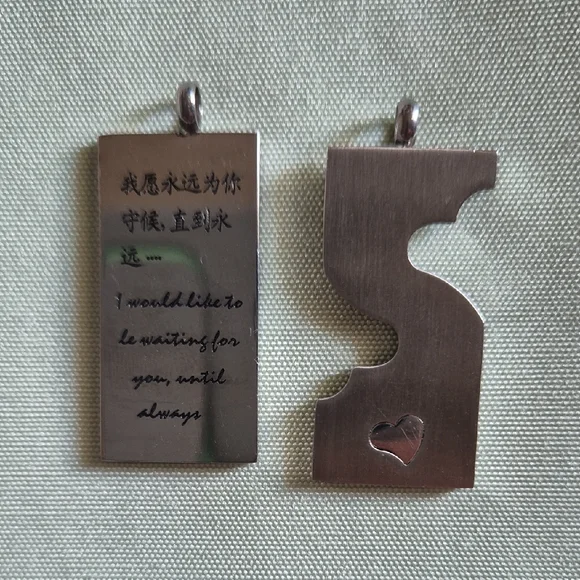 我愿永远为你
守候,直到永
远....
I would like to
be waiting for
you, until
always